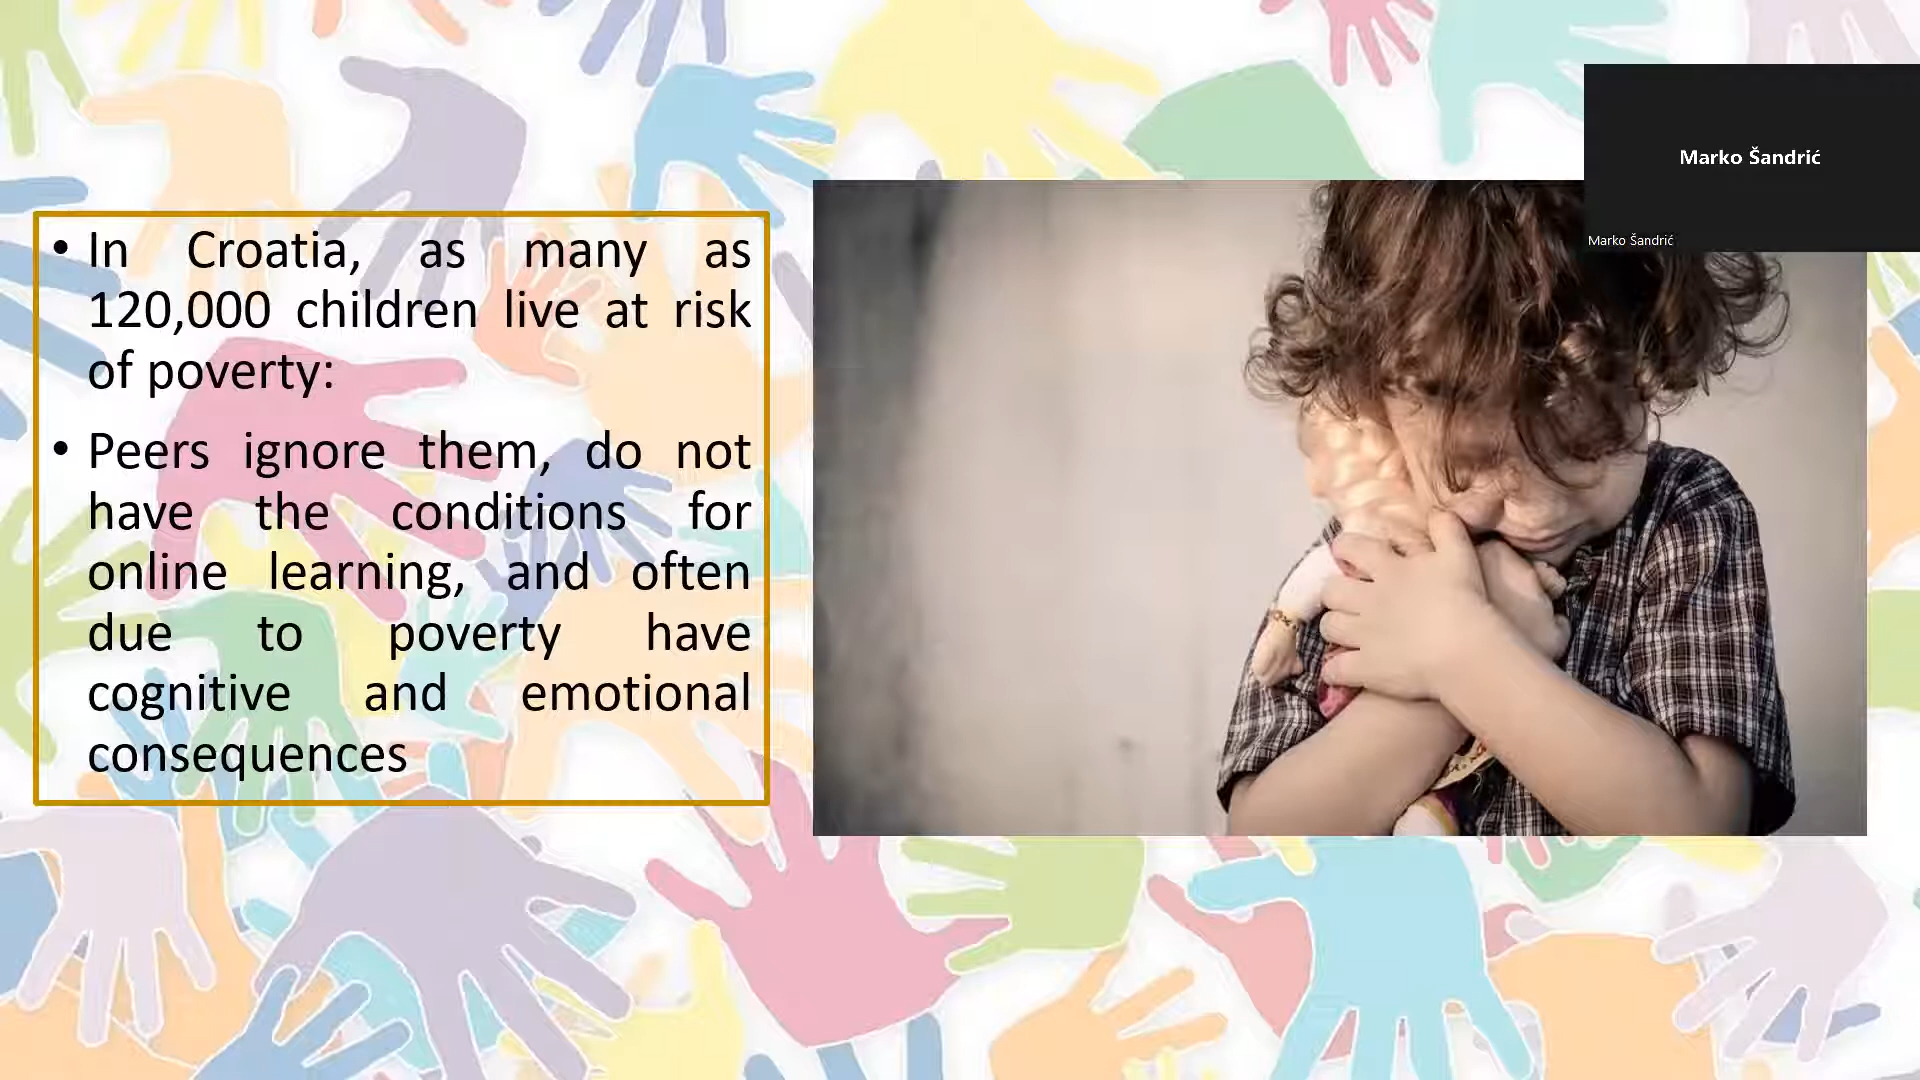 • In Croatia, as many as
120,000 children live at risk
of poverty:
• Peers ignore them, do not
have the conditions for
online learning, and often
due to poverty have
cognitive and emotional
consequences
Marko Šandrić
Marko Šandrić